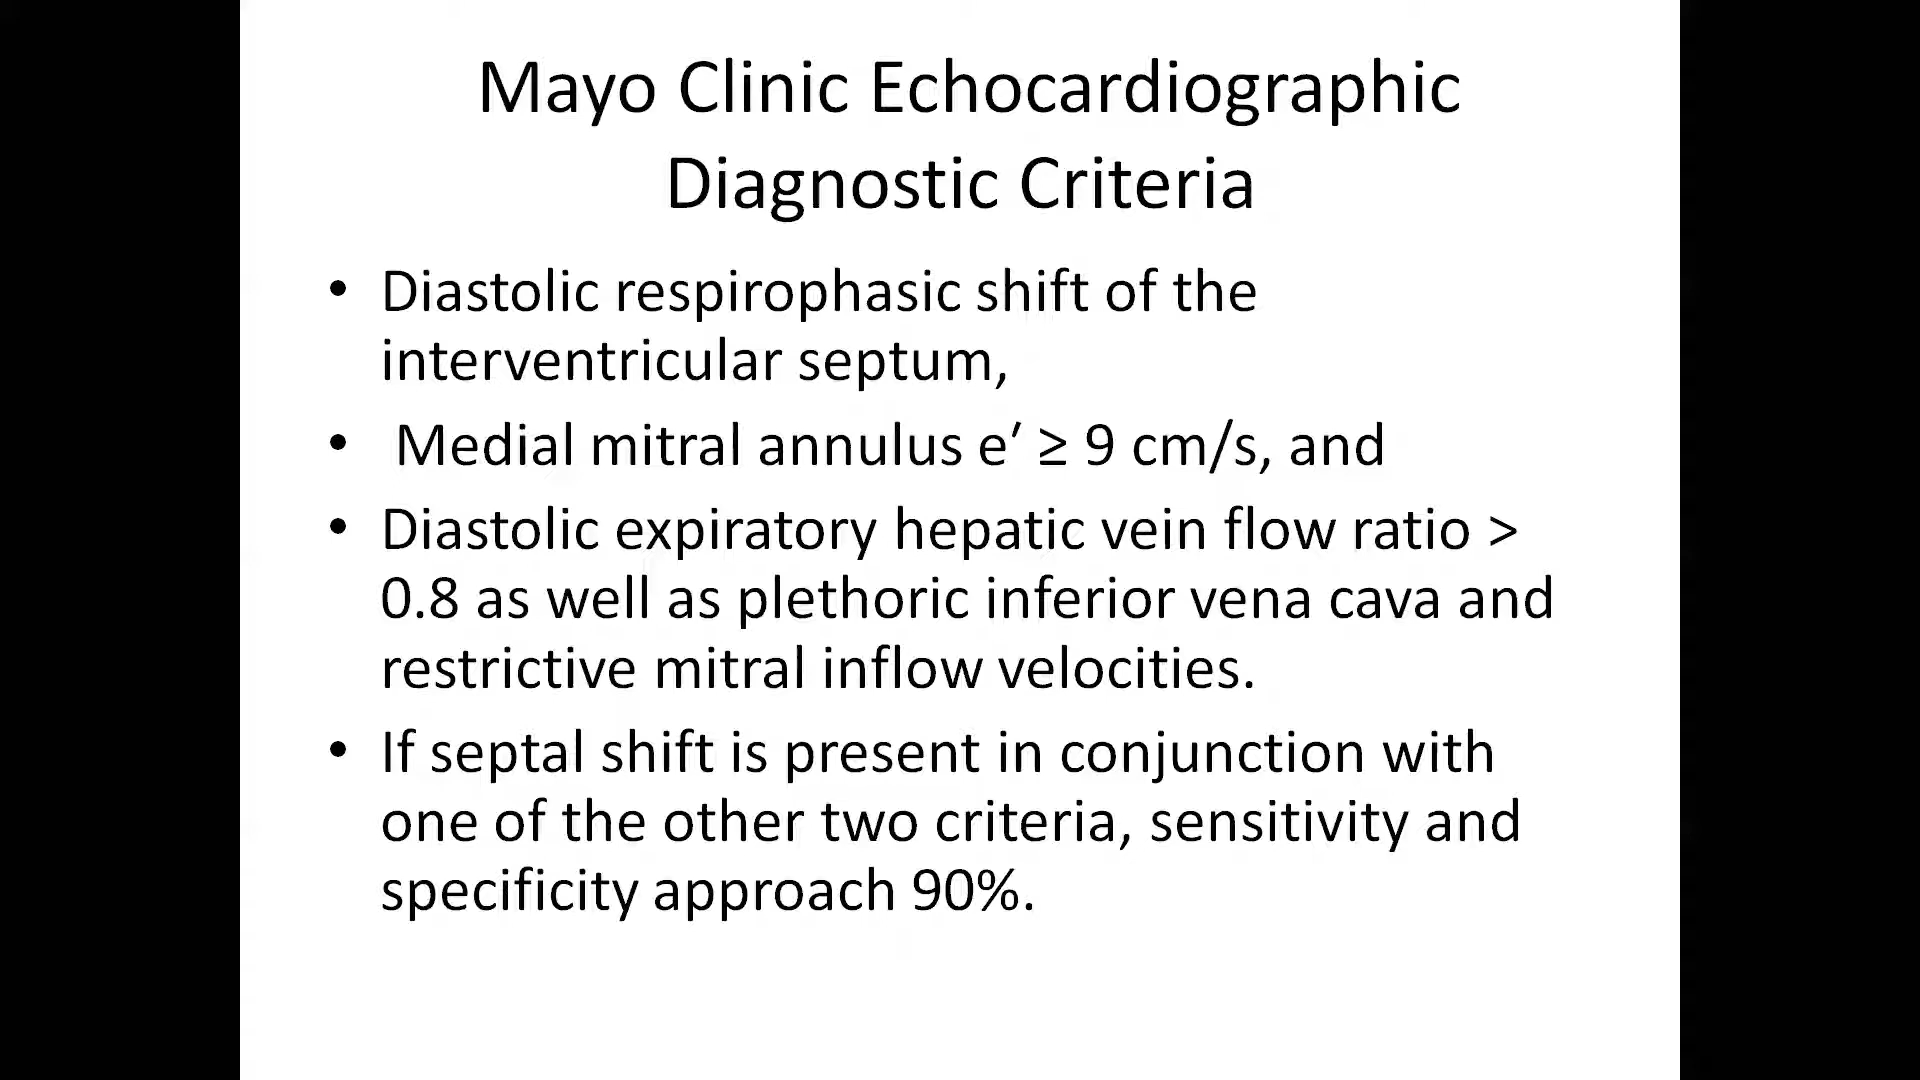 Mayo Clinic Echocardiographic
Diagnostic Criteria
• Diastolic respirophasic shift of the
interventricular septum,
• Medial mitral annulus e′ ≥ 9 cm/s, and
• Diastolic expiratory hepatic vein flow ratio >
0.8 as well as plethoric inferior vena cava and
restrictive mitral inflow velocities.
• If septal shift is present in conjunction with
one of the other two criteria, sensitivity and
specificity approach 90%.